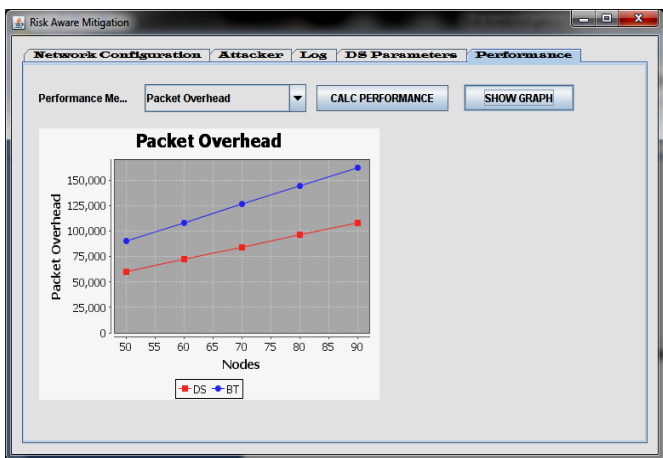 Risk Aware Mitigation
Network Configuration Attacker Log DS Parameters Performance
Performance Me... Packet Overhead CALC PERFORMANCE SHOW GRAPH
Packet Overhead
Packet Overhead
150,000
125,000
100,000
75,000
50,000
25,000
0
50 55 60 65 70 75 80 85 90
Nodes
DS BT